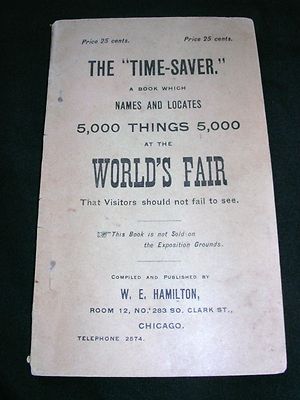 Price 25 cents. Price 25 cents.
THE "TIME-SAVER."
A BOOK WHICH
NAMES AND LOCATES
5,000 THINGS 5,000
AT THE
WORLD'S FAIR
That Visitors should not fail to see.
☞This Book is not Sold on
the Exposition Grounds.
COMPILED AND PUBLISHED BY
W. E. HAMILTON,
ROOM 12, NO. 283 SO. CLARK ST.,
CHICAGO.
TELEPHONE 2574.